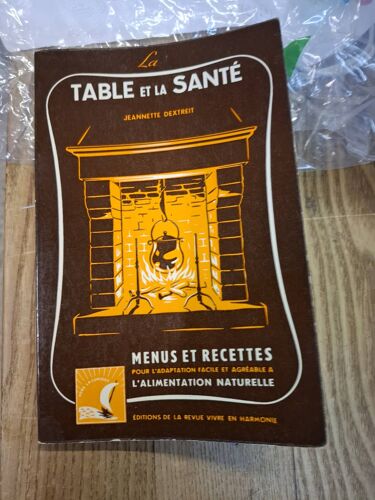 La
TABLE ET LA SANTÉ
JEANNETTE DEXTREIT
MENUS ET RECETTES
POUR L'ADAPTATION FACILE ET AGRÉABLE A
L'ALIMENTATION NATURELLE
ÉDITIONS DE LA REVUE VIVRE EN HARMONIE